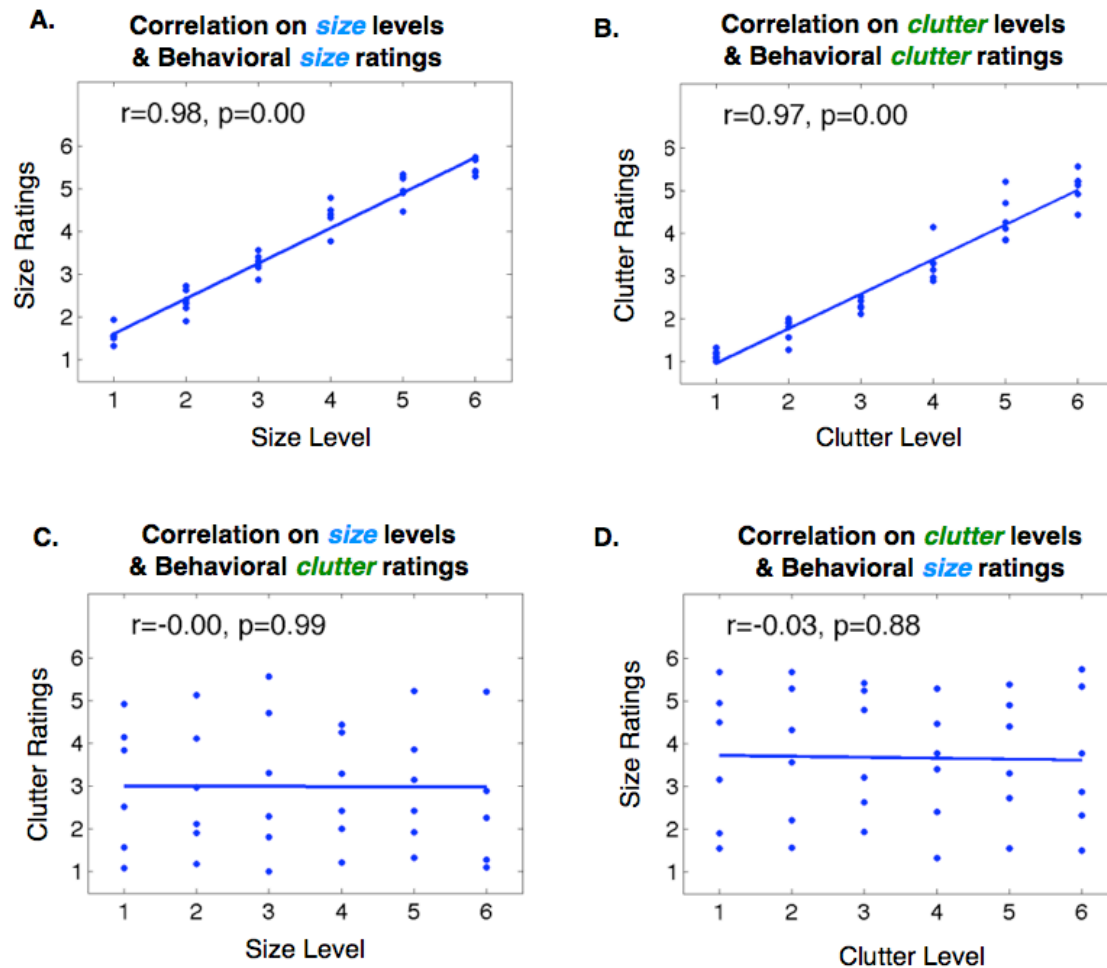 A.
Correlation on size levels
& Behavioral size ratings
r=0.98, p=0.00
Size Ratings
6
5
4
3
2
1
1 2 3 4 5 6
Size Level
B.
Correlation on clutter levels
& Behavioral clutter ratings
r=0.97, p=0.00
Clutter Ratings
6
5
4
3
2
1
1 2 3 4 5 6
Clutter Level
C.
Correlation on size levels
& Behavioral clutter ratings
r=-0.00, p=0.99
Clutter Ratings
6
5
4
3
2
1
1 2 3 4 5 6
Size Level
D.
Correlation on clutter levels
& Behavioral size ratings
r=-0.03, p=0.88
Size Ratings
6
5
4
3
2
1
1 2 3 4 5 6
Clutter Level